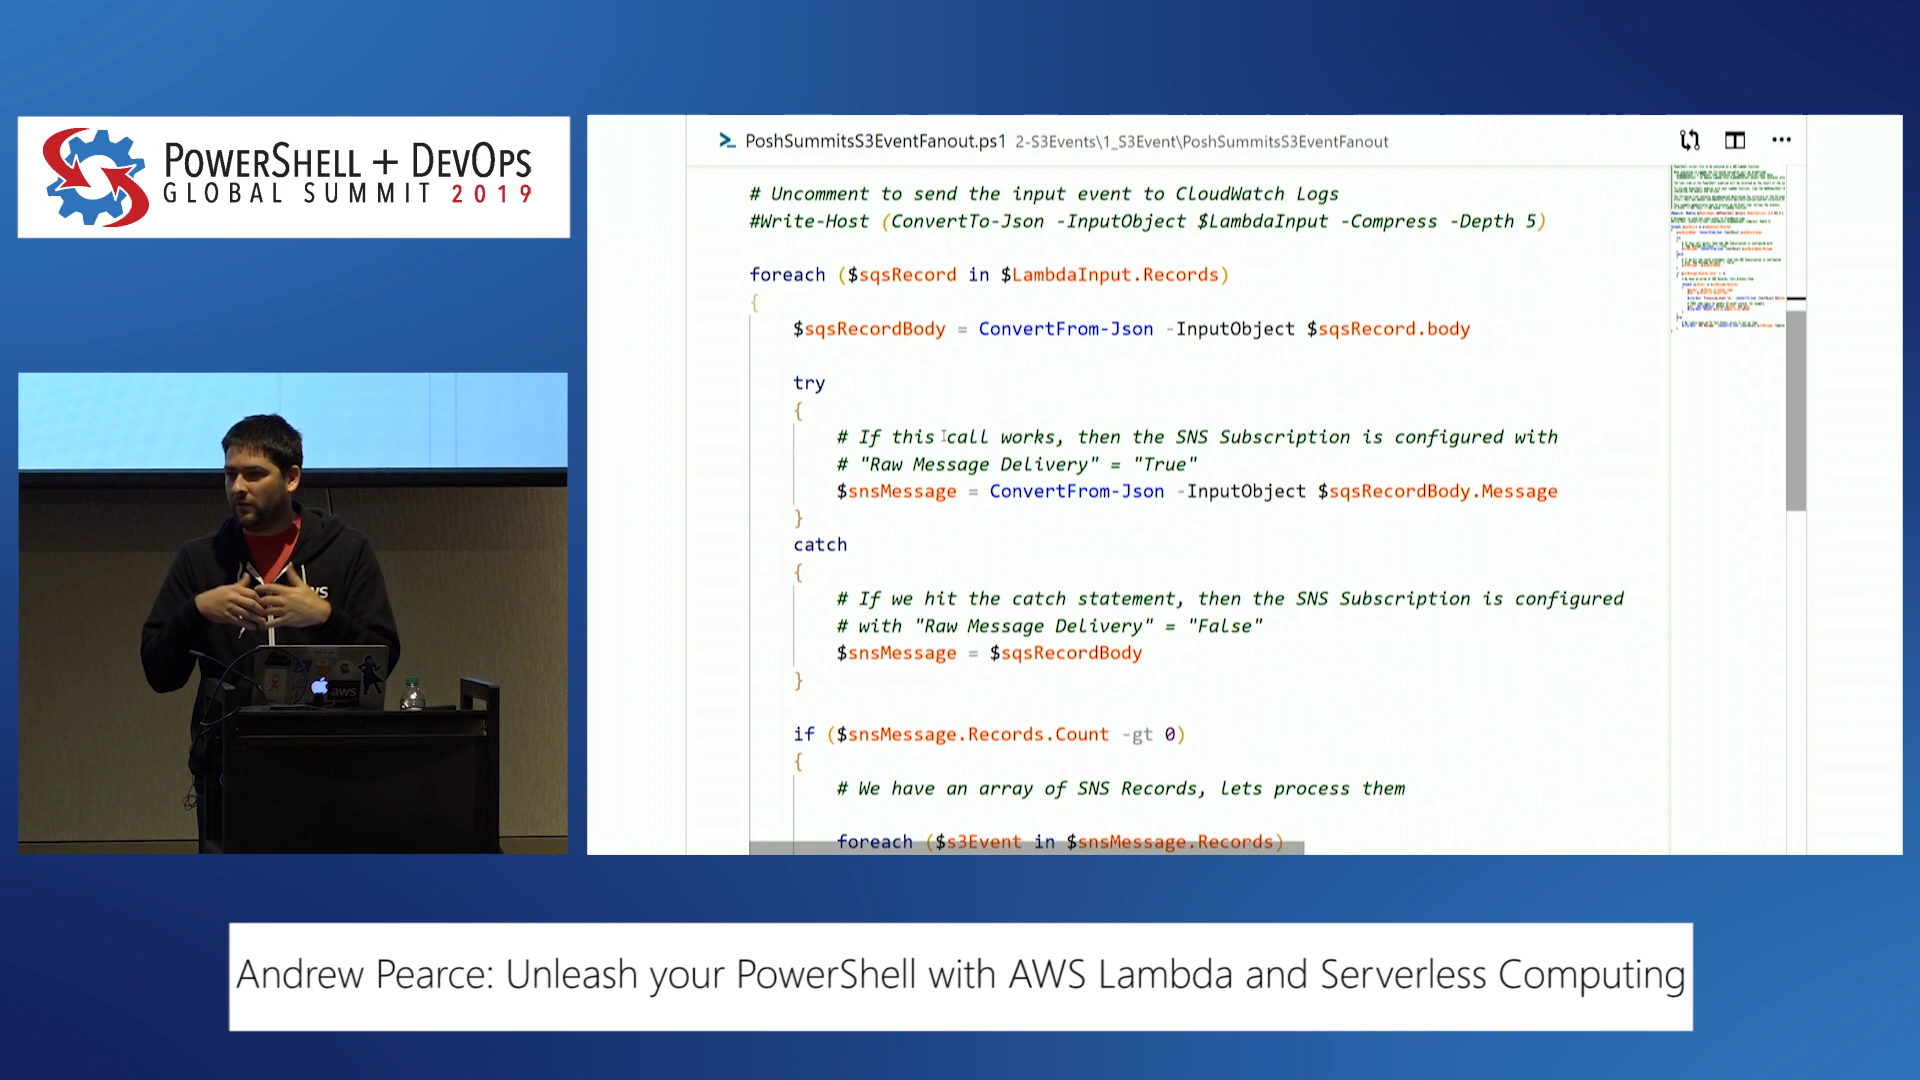 POWERSHELL + DEVOPS
GLOBAL SUMMIT 2019
PoshSummitsS3EventFanout.ps1 2-S3Events\1_S3Event\PoshSummitsS3EventFanout
# Uncomment to send the input event to CloudWatch Logs
#Write-Host (ConvertTo-Json -InputObject $LambdaInput -Compress -Depth 5)
foreach ($sqsRecord in $LambdaInput.Records)
{
$sqsRecordBody = ConvertFrom-Json -InputObject $sqsRecord.body
try
{
# If this call works, then the SNS Subscription is configured with
# "Raw Message Delivery" = "True"
$snsMessage = ConvertFrom-Json -InputObject $sqsRecordBody.Message
}
catch
{
# If we hit the catch statement, then the SNS Subscription is configured
# with "Raw Message Delivery" = "False"
$snsMessage = $sqsRecordBody
}
if ($snsMessage.Records.Count -gt 0)
{
# We have an array of SNS Records, lets process them
foreach ($s3Event in $snsMessage.Records)
aws
Andrew Pearce: Unleash your PowerShell with AWS Lambda and Serverless Computing